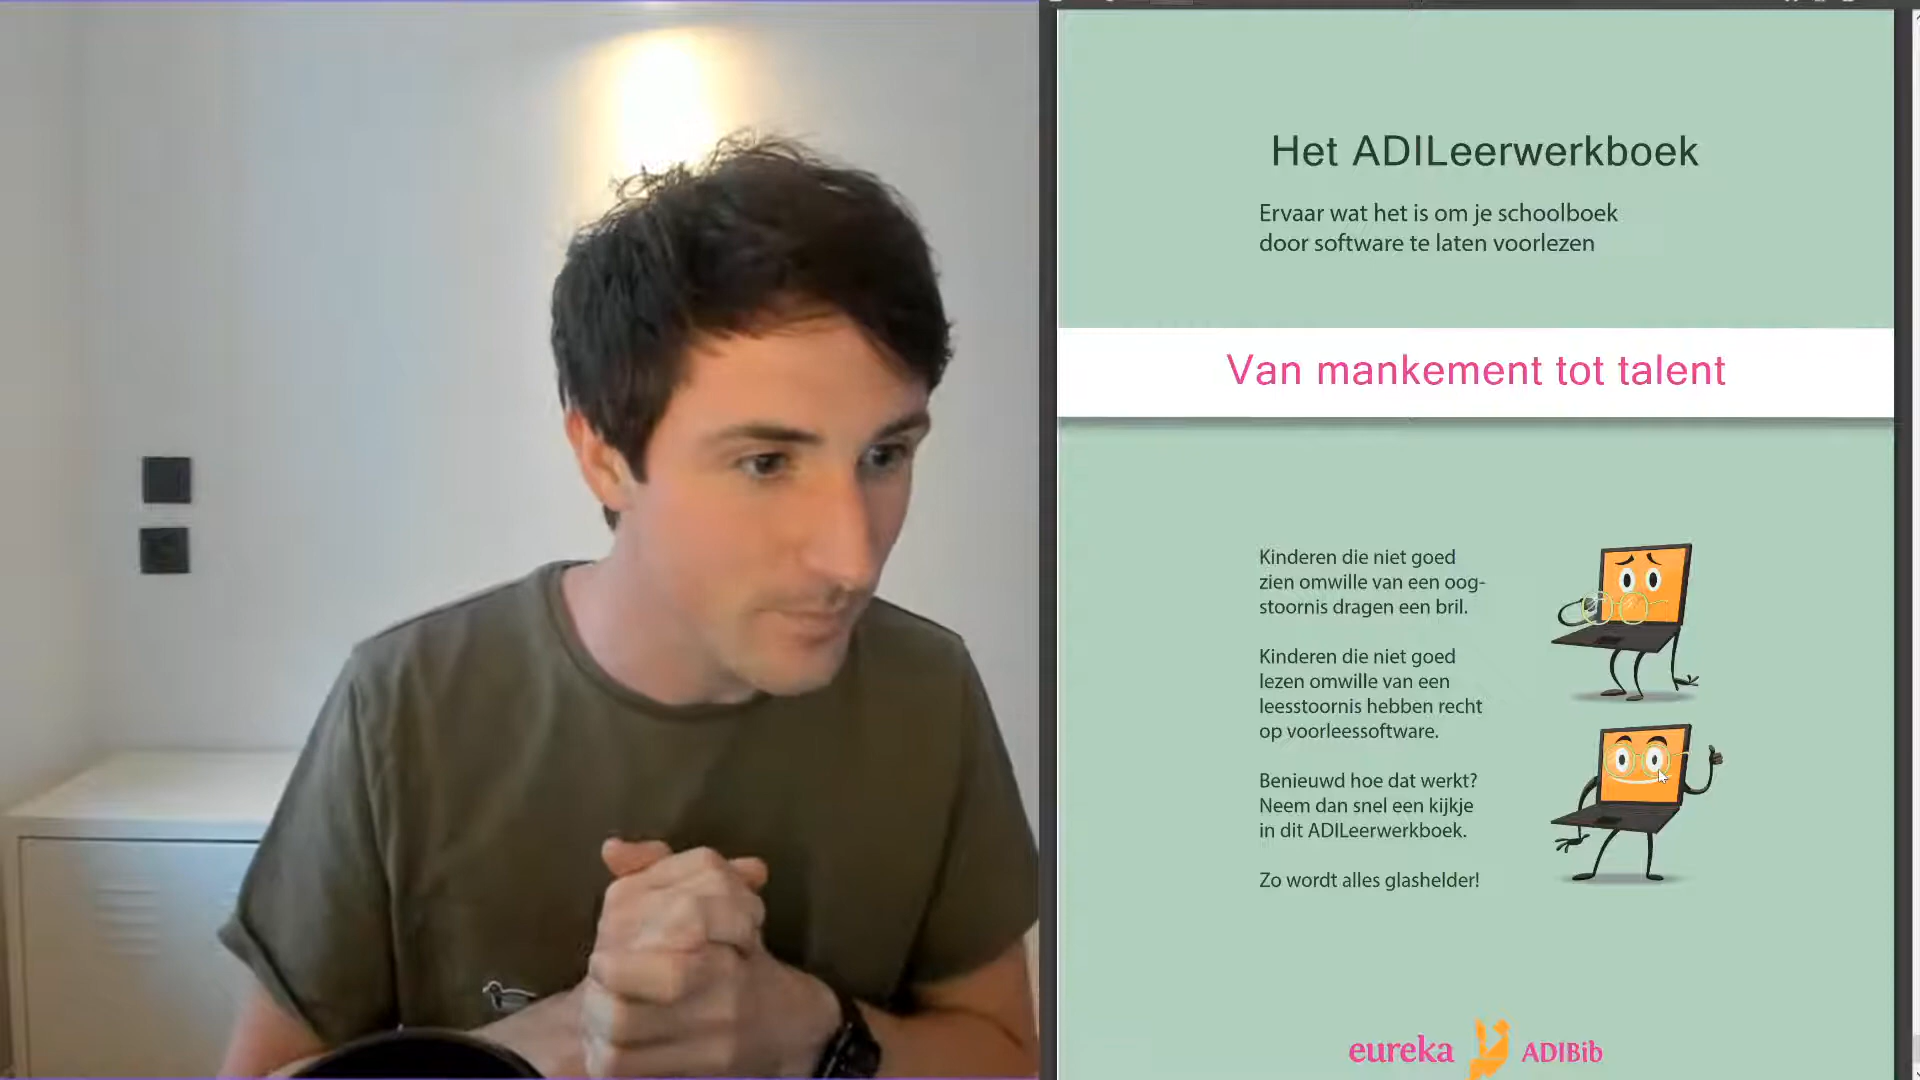 Het ADILeerwerkboek
Ervaar wat het is om je schoolboek
door software te laten voorlezen
Van mankement tot talent
Kinderen die niet goed
zien omwille van een oog-
stoornis dragen een bril.
Kinderen die niet goed
lezen omwille van een
leesstoornis hebben recht
op voorleessoftware.
Benieuwd hoe dat werkt?
Neem dan snel een kijkje
in dit ADILeerwerkboek.
Zo wordt alles glashelder!
eureka ADIBib